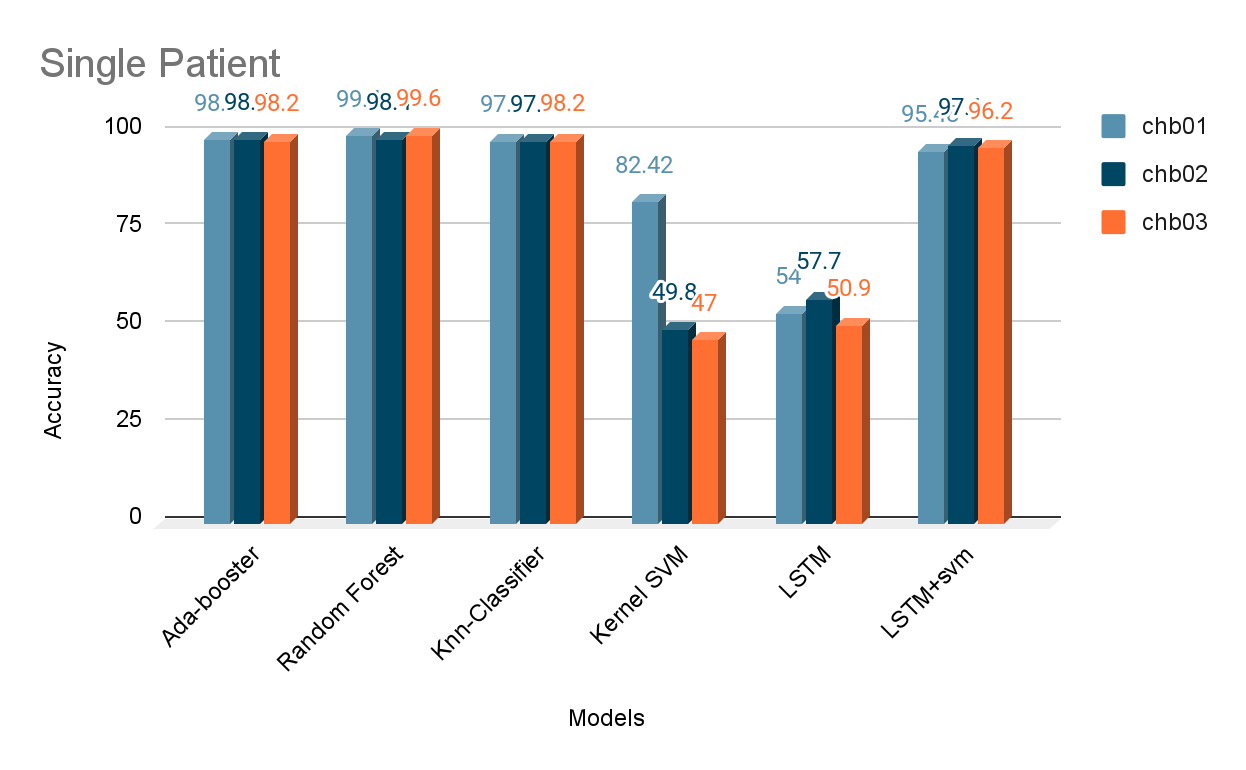 Single Patient
98.2
99.6
98.2
96.2
100
75
50
25
0
82.42
49.8
47
54
57.7
50.9
chb01
chb02
chb03
Accuracy
Ada-booster
Random Forest
Knn-Classifier
Kernel SVM
LSTM
LSTM+svm
Models